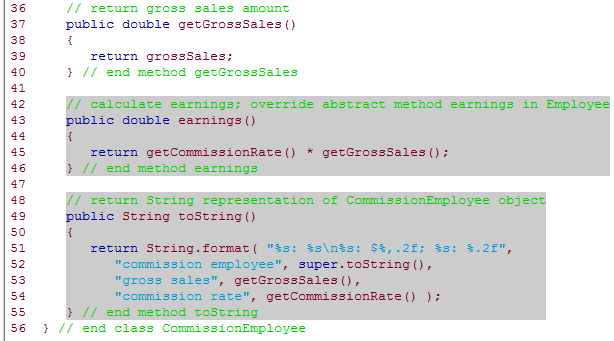 36 // return gross sales amount
37 public double getGrossSales()
38 {
39 return grossSales;
40 } // end method getGrossSales
41
42 // calculate earnings; override abstract method earnings in Employee
43 public double earnings()
44 {
45 return getCommissionRate() * getGrossSales();
46 } // end method earnings
47
48 // return String representation of CommissionEmployee object
49 public String toString()
50 {
51 return String.format( "%s: %s\n%s: $%,.2f; %s: %.2f",
52 "commission employee", super.toString(),
53 "gross sales", getGrossSales(),
54 "commission rate", getCommissionRate() );
55 } // end method toString
56 } // end class CommissionEmployee